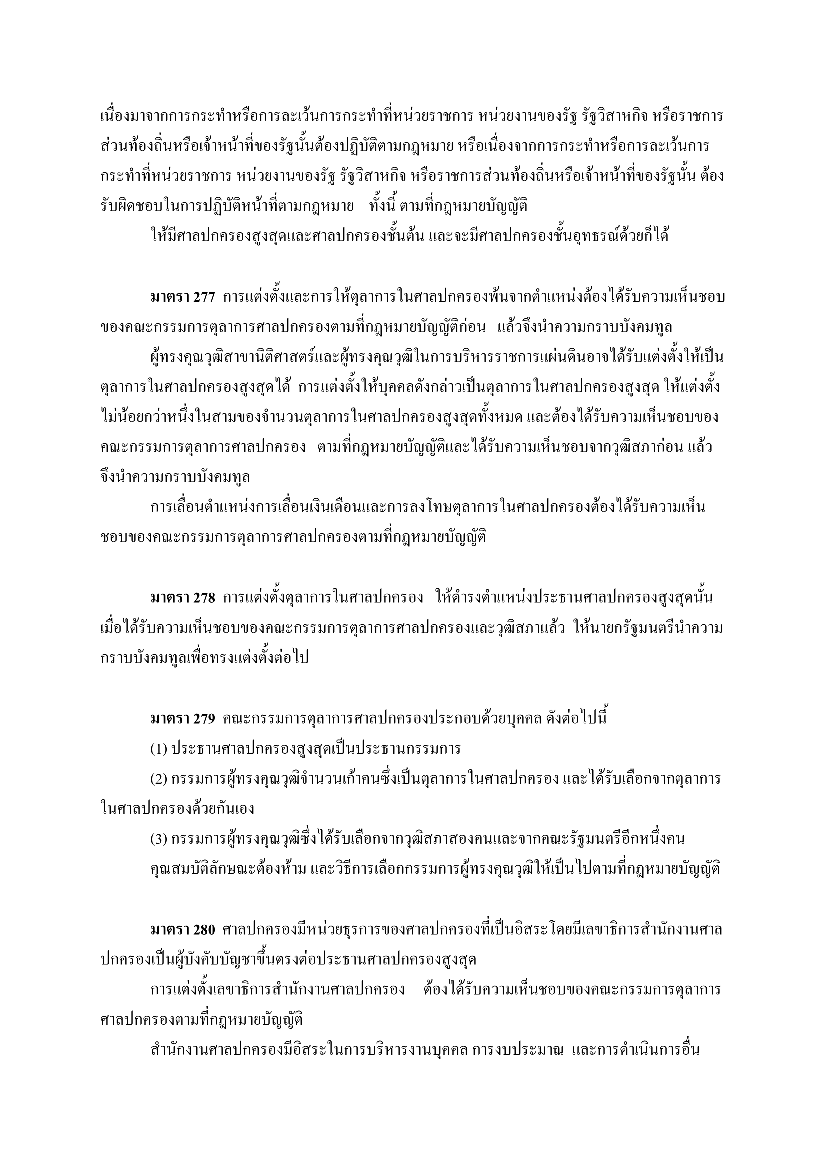 เนื่องมาจากการกระทำหรือการละเว้นการกระทำที่หน่วยราชการ หน่วยงานของรัฐ รัฐวิสาหกิจ หรือราชการ
ส่วนท้องถิ่นหรือเจ้าหน้าที่ของรัฐนั้นต้องปฏิบัติตามกฎหมาย หรือเนื่องจากการกระทำหรือการละเว้นการ
กระทำที่หน่วยราชการ หน่วยงานของรัฐ รัฐวิสาหกิจ หรือราชการส่วนท้องถิ่นหรือเจ้าหน้าที่ของรัฐนั้น ต้อง
รับผิดชอบในการปฏิบัติหน้าที่ตามกฎหมาย ทั้งนี้ ตามที่กฎหมายบัญญัติ
ให้มีศาลปกครองสูงสุดและศาลปกครองชั้นต้น และจะมีศาลปกครองชั้นอุทธรณ์ด้วยก็ได้
มาตรา 277 การแต่งตั้งและการให้ตุลาการในศาลปกครองพ้นจากตำแหน่งต้องได้รับความเห็นชอบ
ของคณะกรรมการตุลาการศาลปกครองตามที่กฎหมายบัญญัติก่อน แล้วจึงนำความกราบบังคมทูล
ผู้ทรงคุณวุฒิสาขานิติศาสตร์และผู้ทรงคุณวุฒิในการบริหารราชการแผ่นดินอาจได้รับแต่งตั้งให้เป็น
ตุลาการในศาลปกครองสูงสุดได้ การแต่งตั้งให้บุคคลดังกล่าวเป็นตุลาการในศาลปกครองสูงสุด ให้แต่งตั้ง
ไม่น้อยกว่าหนึ่งในสามของจำนวนตุลาการในศาลปกครองสูงสุดทั้งหมด และต้องได้รับความเห็นชอบของ
คณะกรรมการตุลาการศาลปกครอง ตามที่กฎหมายบัญญัติและได้รับความเห็นชอบจากวุฒิสภาก่อน แล้ว
จึงนำความกราบบังคมทูล
การเลื่อนตำแหน่งการเลื่อนเงินเดือนและการลงโทษตุลาการในศาลปกครองต้องได้รับความเห็น
ชอบของคณะกรรมการตุลาการศาลปกครองตามที่กฎหมายบัญญัติ
มาตรา 278 การแต่งตั้งตุลาการในศาลปกครอง ให้ดำรงตำแหน่งประธานศาลปกครองสูงสุดนั้น
เมื่อได้รับความเห็นชอบของคณะกรรมการตุลาการศาลปกครองและวุฒิสภาแล้ว ให้นายกรัฐมนตรีนำความ
กราบบังคมทูลเพื่อทรงแต่งตั้งต่อไป
มาตรา 279 คณะกรรมการตุลาการศาลปกครองประกอบด้วยบุคคล ดังต่อไปนี้
(1) ประธานศาลปกครองสูงสุดเป็นประธานกรรมการ
(2) กรรมการผู้ทรงคุณวุฒิจำนวนเก้าคนซึ่งเป็นตุลาการในศาลปกครอง และได้รับเลือกจากตุลาการ
ในศาลปกครองด้วยกันเอง
(3) กรรมการผู้ทรงคุณวุฒิซึ่งได้รับเลือกจากวุฒิสภาสองคนและจากคณะรัฐมนตรีอีกหนึ่งคน
คุณสมบัติลักษณะต้องห้าม และวิธีการเลือกกรรมการผู้ทรงคุณวุฒิให้เป็นไปตามที่กฎหมายบัญญัติ
มาตรา 280 ศาลปกครองมีหน่วยธุรการของศาลปกครองที่เป็นอิสระโดยมีเลขาธิการสำนักงานศาล
ปกครองเป็นผู้บังคับบัญชาขึ้นตรงต่อประธานศาลปกครองสูงสุด
การแต่งตั้งเลขาธิการสำนักงานศาลปกครอง ต้องได้รับความเห็นชอบของคณะกรรมการตุลาการ
ศาลปกครองตามที่กฎหมายบัญญัติ
สำนักงานศาลปกครองมีอิสระในการบริหารงานบุคคล การงบประมาณ และการดำเนินการอื่น